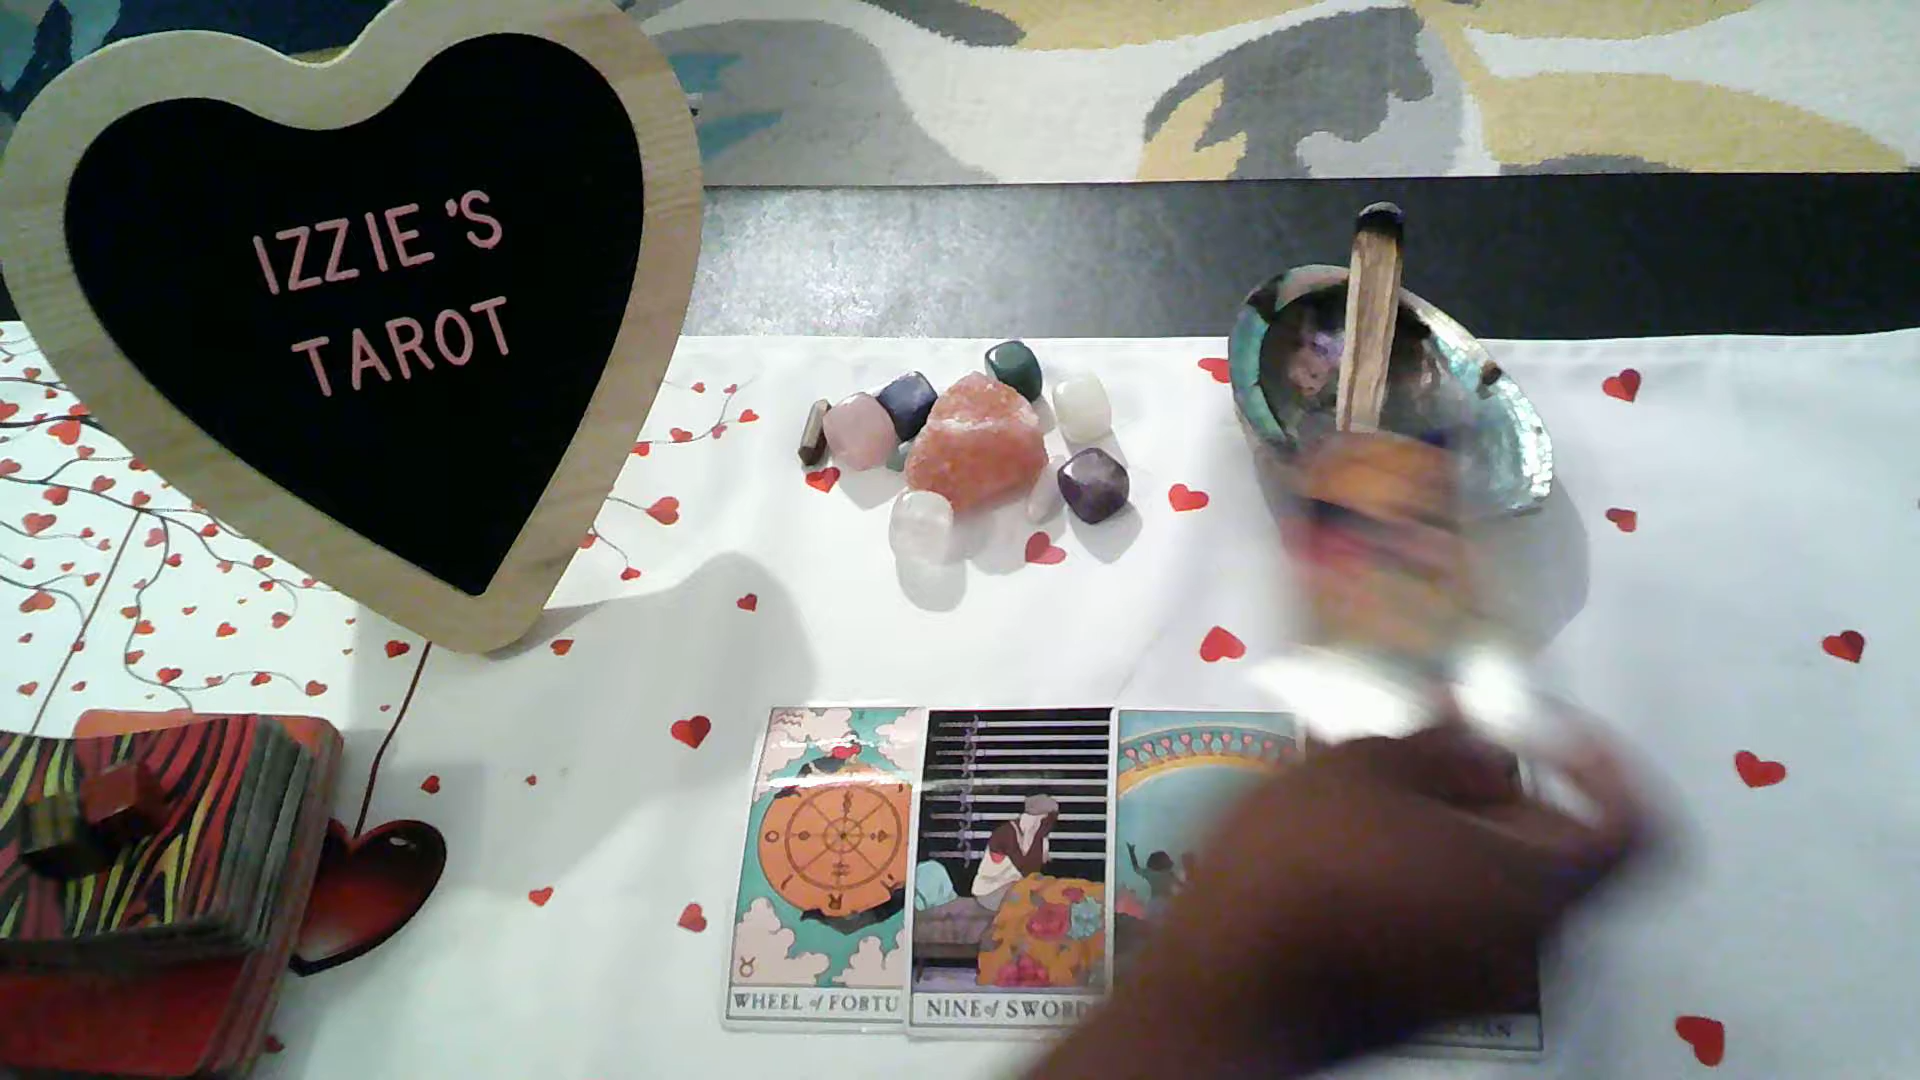 IZZIE'S
TAROT
WHEEL of FORTU
NINE of SWORD